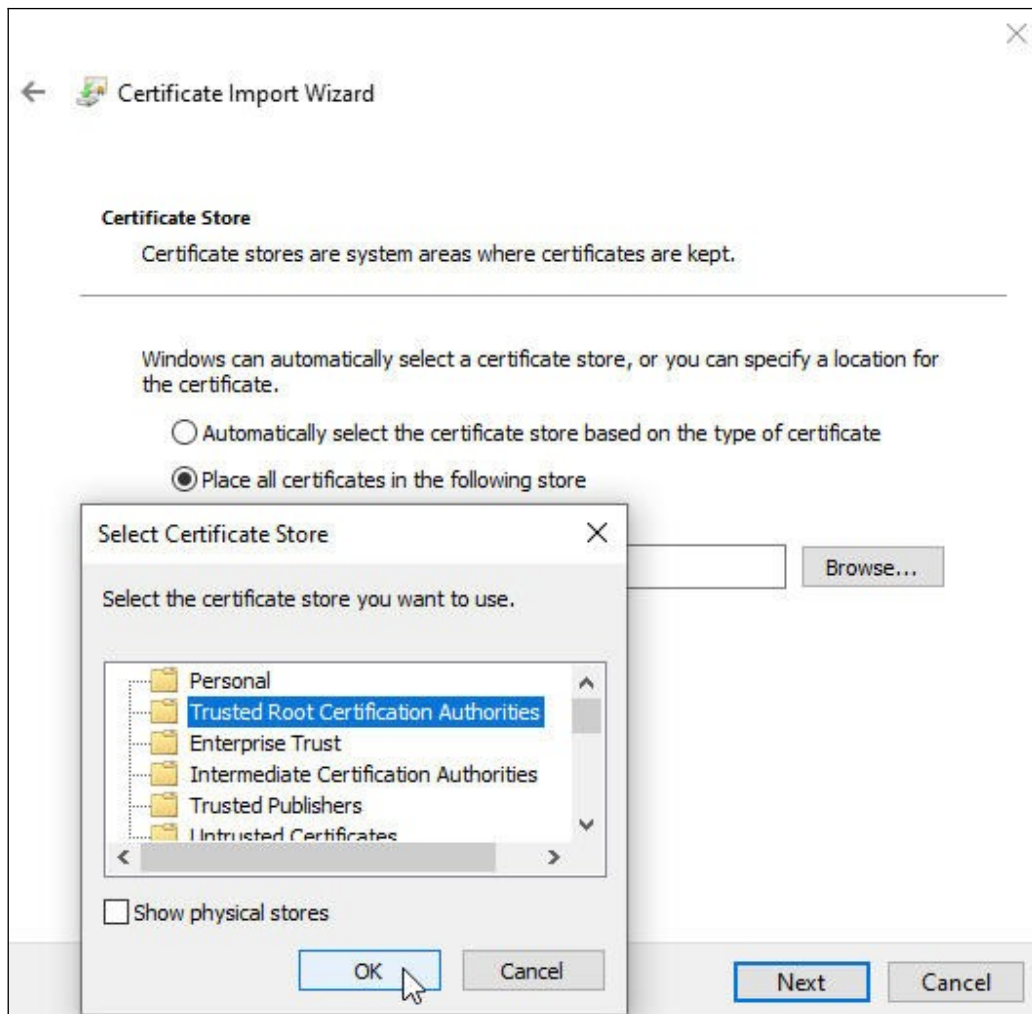 Certificate Import Wizard
Certificate Store
Certificate stores are system areas where certificates are kept.
Windows can automatically select a certificate store, or you can specify a location for
the certificate.
Automatically select the certificate store based on the type of certificate
Place all certificates in the following store
Select Certificate Store
Browse...
Select the certificate store you want to use.
Personal
Trusted Root Certification Authorities
Enterprise Trust
Intermediate Certification Authorities
Trusted Publishers
Untrusted Certificates
Show physical stores
OK
Cancel
Next
Cancel